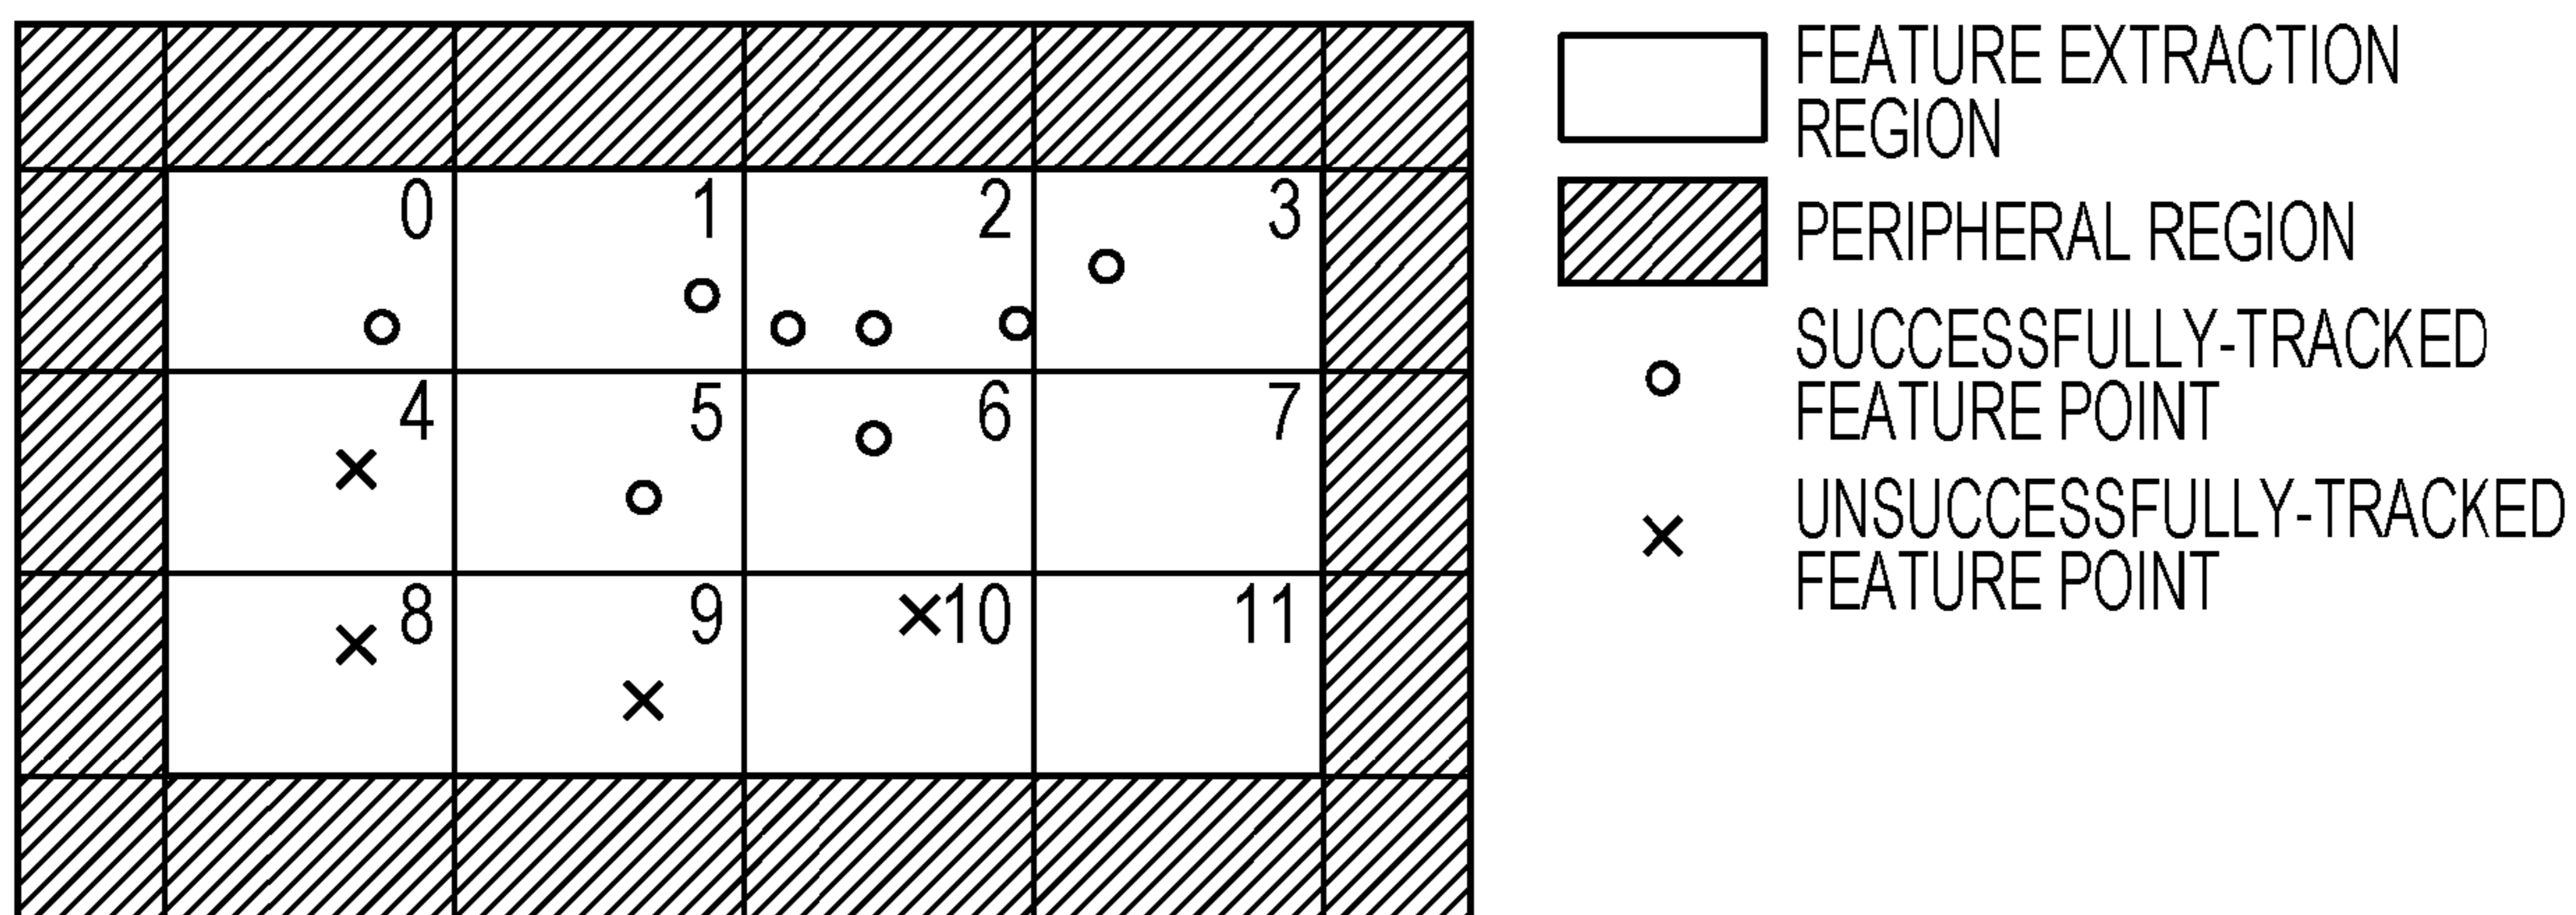 0 1 2 3
4 5 6 7
8 9 10 11
FEATURE EXTRACTION
REGION
PERIPHERAL REGION
SUCCESSFULLY-TRACKED
FEATURE POINT
UNSUCCESSFULLY-TRACKED
FEATURE POINT